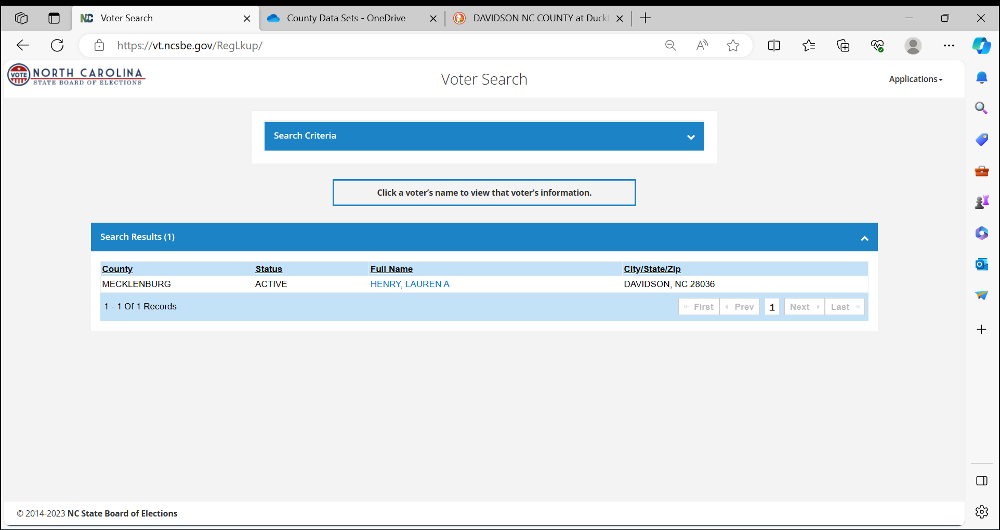 Voter Search
County Data Sets - OneDrive
DAVIDSON NC COUNTY at Duck
https://vt.ncsbe.gov/RegLkup/
VOTE
NORTH CAROLINA
STATE BOARD OF ELECTIONS
Voter Search
Applications
Search Criteria
Click a voter’s name to view that voter’s information.
Search Results (1)
County Status Full Name City/State/Zip
MECKLENBURG ACTIVE HENRY, LAUREN A DAVIDSON, NC 28036
1 - 1 Of 1 Records First Prev 1 Next Last
© 2014-2023 NC State Board of Elections